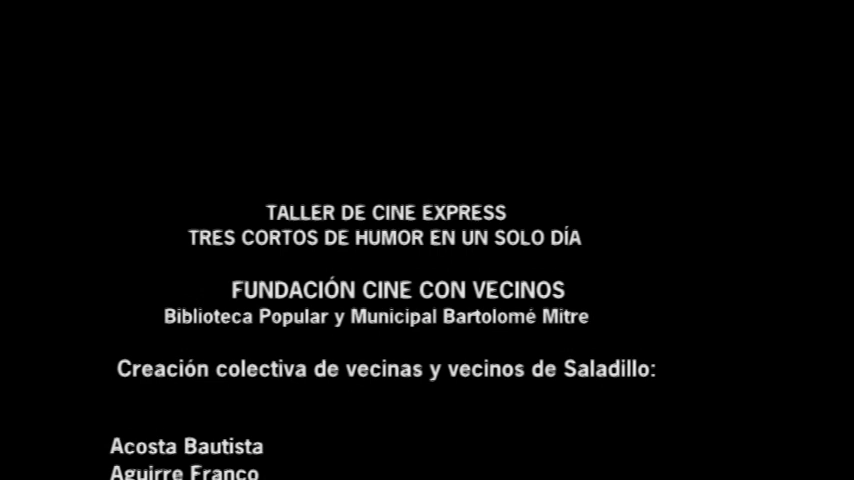 TALLER DE CINE EXPRESS
TRES CORTOS DE HUMOR EN UN SOLO DÍA
FUNDACIÓN CINE CON VECINOS
Biblioteca Popular y Municipal Bartolomé Mitre
Creación colectiva de vecinas y vecinos de Saladillo:
Acosta Bautista
Aguirre Franco